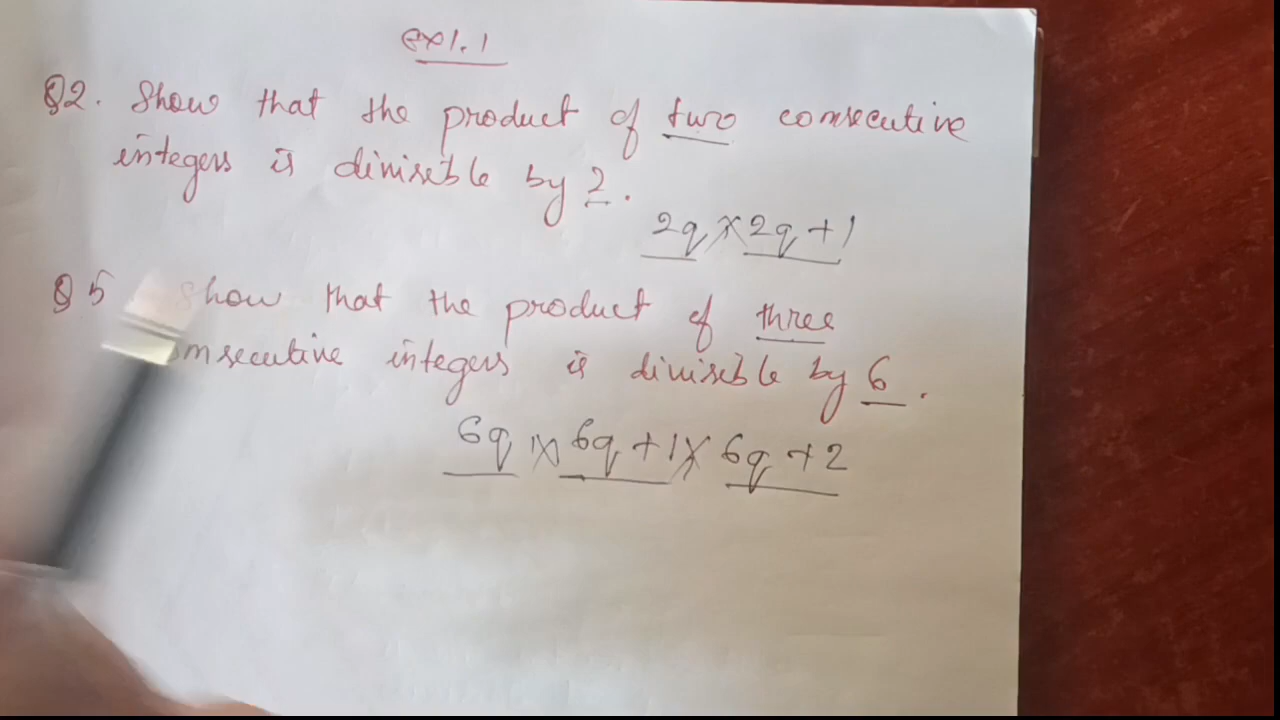 ex1.1
Q2. Show that the product of two consecutive
integers is divisible by 2.
2q × 2q + 1
Q5 Show that the product of three
consecutive integers is divisible by 6.
6q × 6q + 1 × 6q + 2